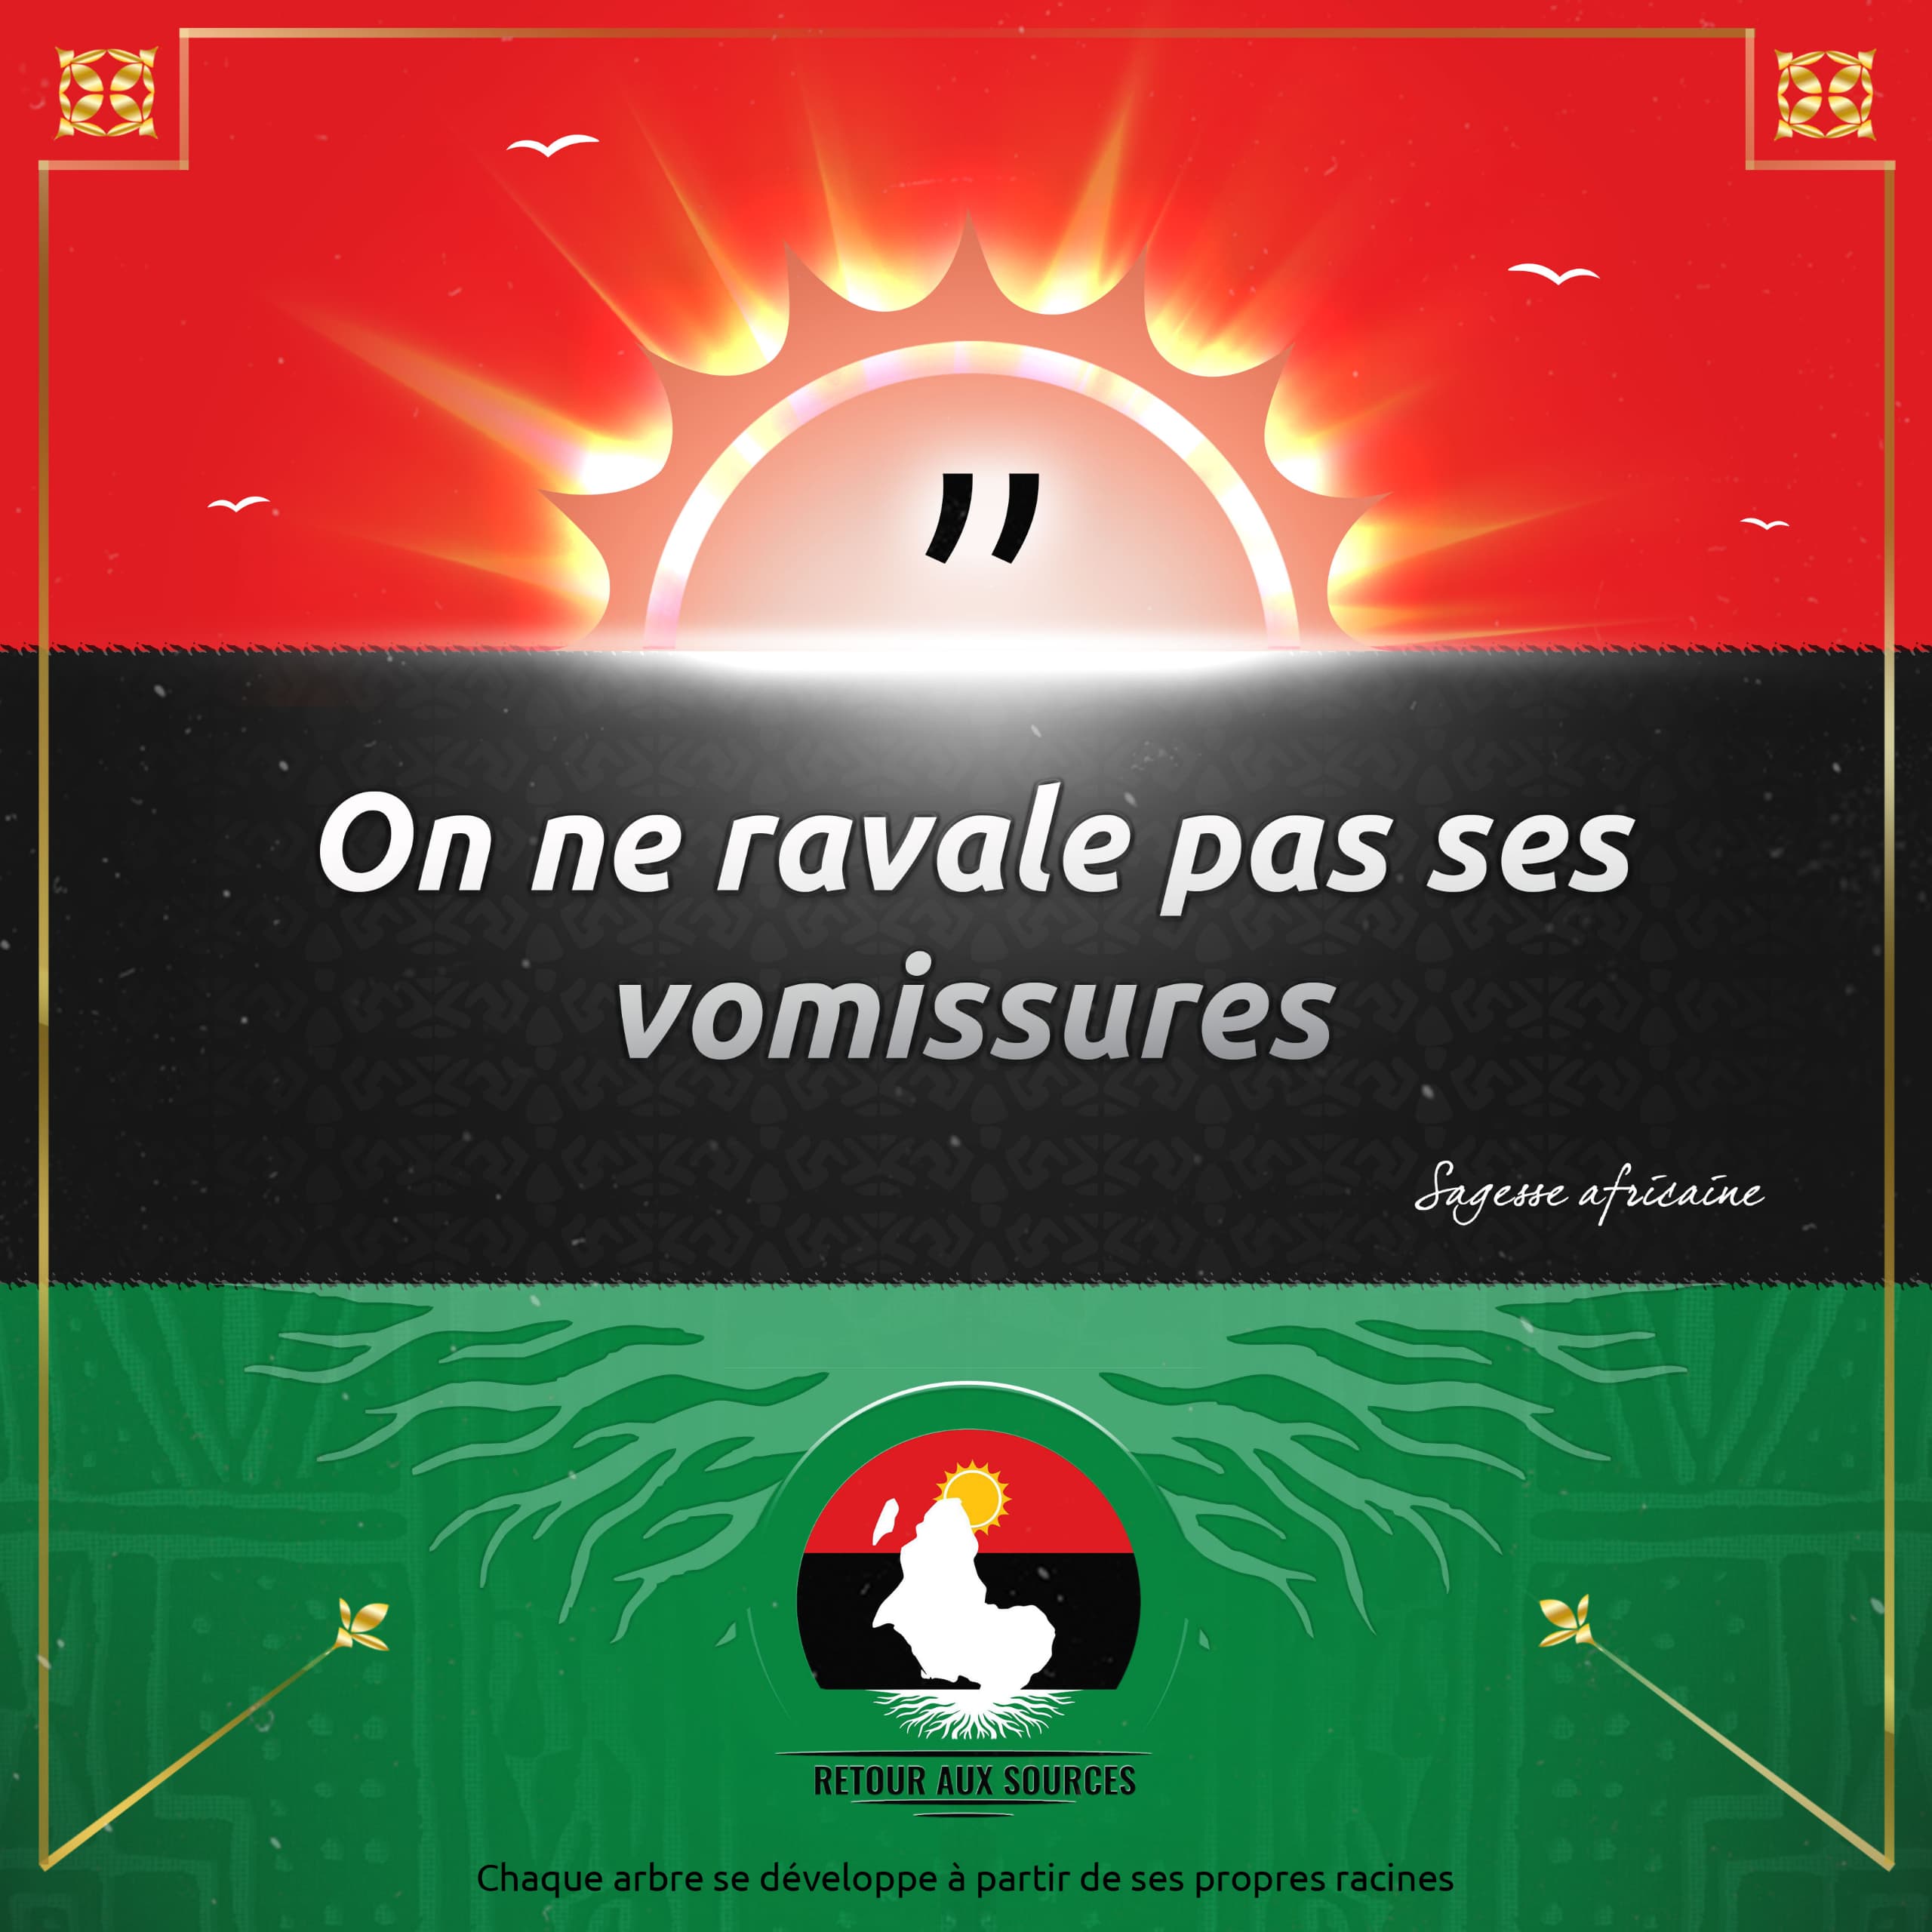 ”
On ne ravale pas ses
vomissures
Sagesse africaine
RETOUR AUX SOURCES
Chaque arbre se développe à partir de ses propres racines